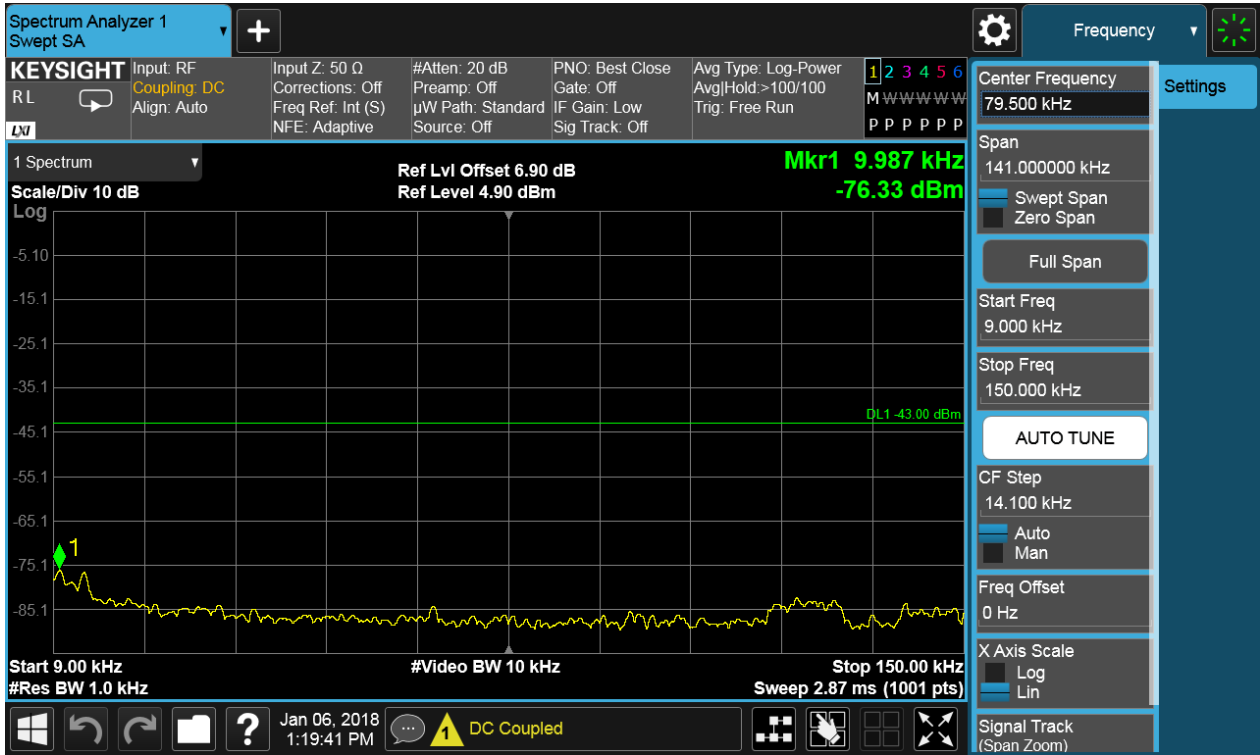 Spectrum Analyzer 1
Swept SA
Frequency
KEYSIGHT
RL
LXI
Input: RF
Coupling: DC
Align: Auto
Input Z: 50 Ω
Corrections: Off
Freq Ref: Int (S)
NFE: Adaptive
#Atten: 20 dB
Preamp: Off
µW Path: Standard
Source: Off
PNO: Best Close
Gate: Off
IF Gain: Low
Sig Track: Off
Avg Type: Log-Power
Avg|Hold:>100/100
Trig: Free Run
1 2 3 4 5 6
M W W W W W
P P P P P P
1 Spectrum
Scale/Div 10 dB
Log
Ref Lvl Offset 6.90 dB
Ref Level 4.90 dBm
Mkr1 9.987 kHz
-76.33 dBm
-5.10
-15.1
-25.1
-35.1
DL1 -43.00 dBm
-45.1
-55.1
-65.1
1
-75.1
-85.1
Start 9.00 kHz
#Res BW 1.0 kHz
#Video BW 10 kHz
Stop 150.00 kHz
Sweep 2.87 ms (1001 pts)
Center Frequency
79.500 kHz
Span
141.000000 kHz
Swept Span
Zero Span
Full Span
Start Freq
9.000 kHz
Stop Freq
150.000 kHz
AUTO TUNE
CF Step
14.100 kHz
Auto
Man
Freq Offset
0 Hz
X Axis Scale
Log
Lin
Signal Track
(Span Zoom)
Settings
?
Jan 06, 2018
1:19:41 PM
1
DC Coupled